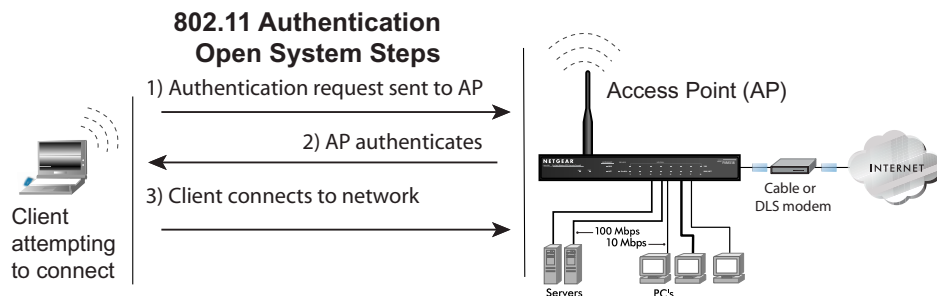 802.11 Authentication
Open System Steps
1) Authentication request sent to AP
2) AP authenticates
3) Client connects to network
Client
attempting
to connect
Access Point (AP)
NETGEAR
Cable or
DLS modem
INTERNET
100 Mbps
10 Mbps
Servers
PC's